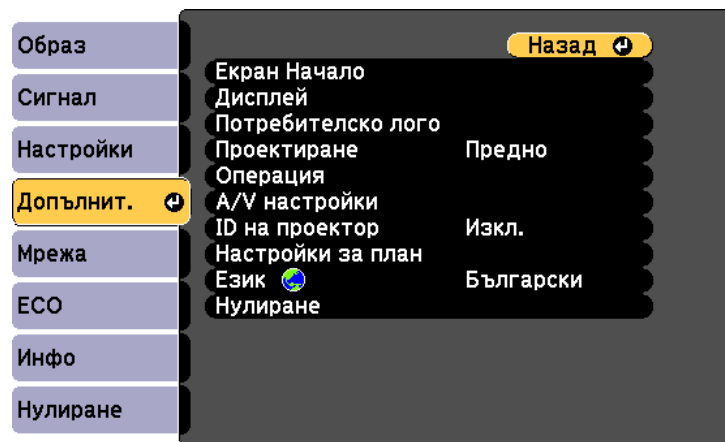 Образ
Сигнал
Настройки
Допълнит.
Мрежа
ECO
Инфо
Нулиране
Назад
Екран Начало
Дисплей
Потребителско лого
Проектиране Предно
Операция
A/V настройки
ID на проектор Изкл.
Настройки за план
Език Български
Нулиране